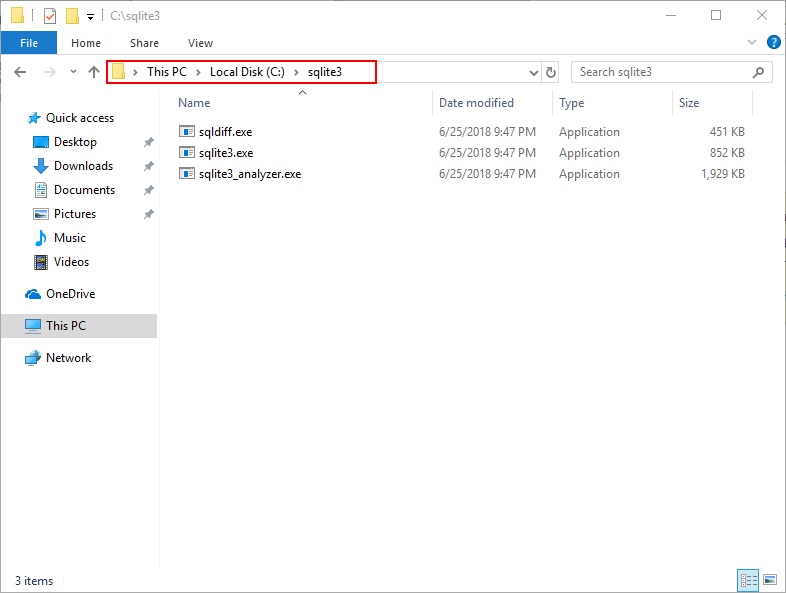 C:\sqlite3
File Home Share View
This PC Local Disk (C:) sqlite3 Search sqlite3
Name Date modified Type Size
Quick access
Desktop
Downloads
Documents
Pictures
Music
Videos
OneDrive
This PC
Network
sqldiff.exe 6/25/2018 9:47 PM Application 451 KB
sqlite3.exe 6/25/2018 9:47 PM Application 852 KB
sqlite3_analyzer.exe 6/25/2018 9:47 PM Application 1,929 KB
3 items